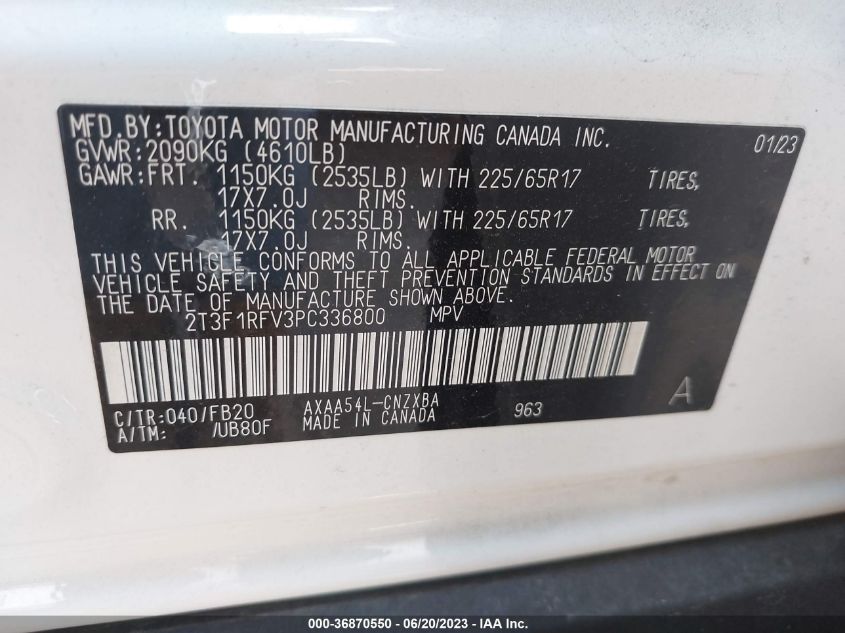 MFD.BY:TOYOTA MOTOR MANUFACTURING CANADA INC. 01/23
GVWR:2090KG (4610LB)
GAWR:FRT. 1150KG (2535LB) WITH 225/65R17 TIRES,
17X7.0J RIMS.
RR. 1150KG (2535LB) WITH 225/65R17 TIRES,
17X7.0J RIMS.
THIS VEHICLE CONFORMS TO ALL APPLICABLE FEDERAL MOTOR
VEHICLE SAFETY AND THEFT PREVENTION STANDARDS IN EFFECT ON
THE DATE OF MANUFACTURE SHOWN ABOVE.
2T3F1RFV3PC336800 MPV
A
C/TR:040/FB20 AXAA54L-CNZXBA 963
A/TM: /UB80F MADE IN CANADA
000-36870550 - 06/20/2023 - IAA Inc.